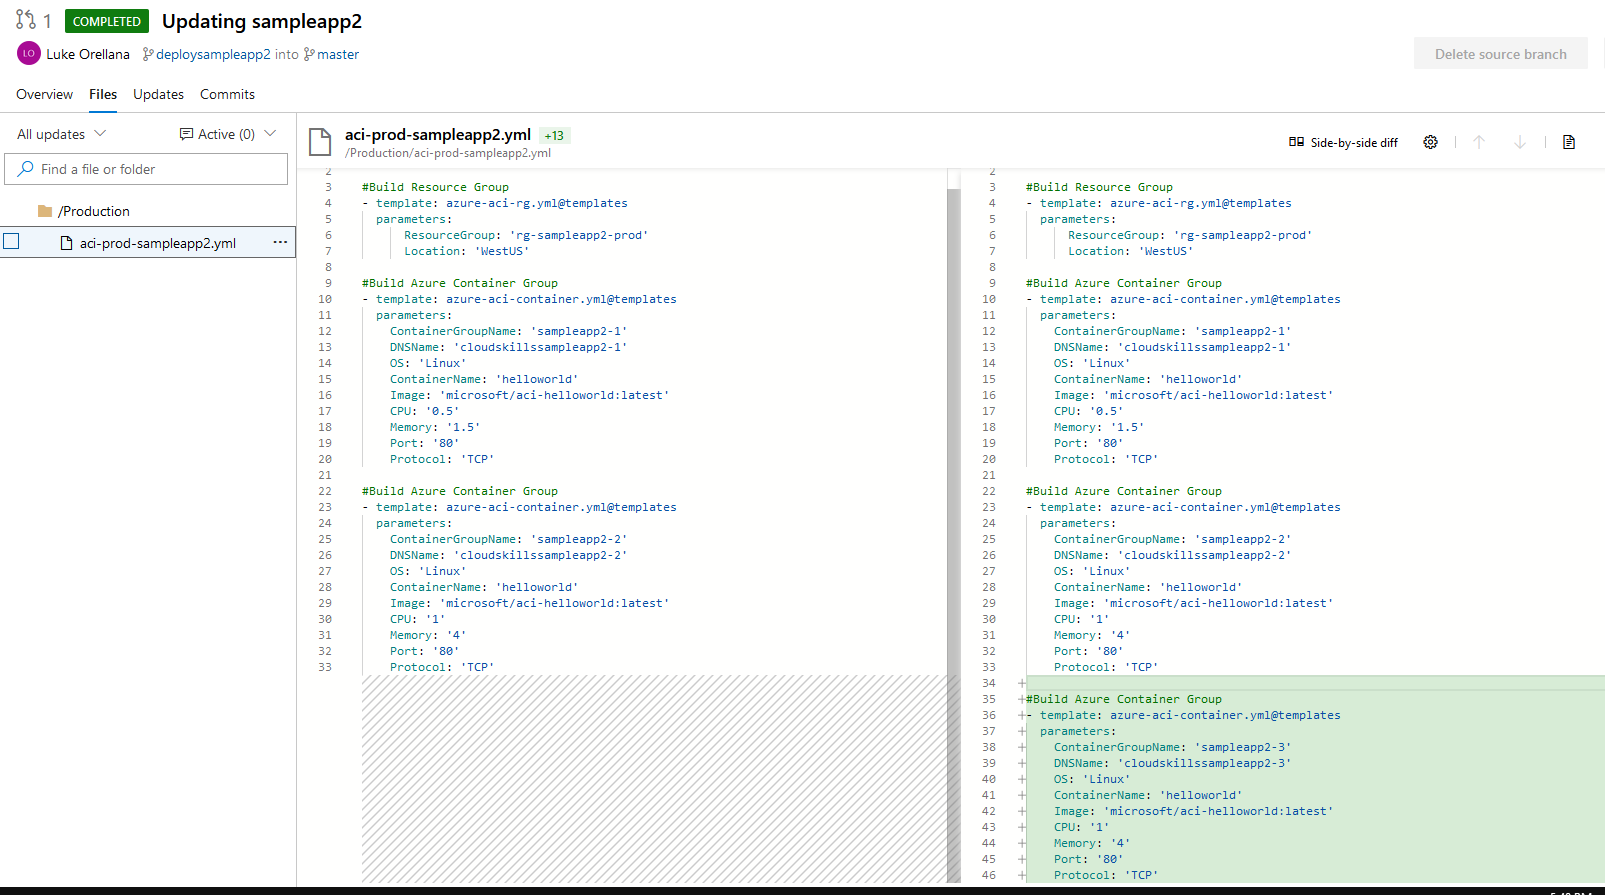 1 COMPLETED Updating sampleapp2
LO Luke Orellana deploysampleapp2 into master
Delete source branch
Overview Files Updates Commits
All updates Active (0)
Find a file or folder
/Production
aci-prod-sampleapp2.yml ...
aci-prod-sampleapp2.yml +13
/Production/aci-prod-sampleapp2.yml
Side-by-side diff
2
3 #Build Resource Group
4 - template: azure-aci-rg.yml@templates
5 parameters:
6 ResourceGroup: 'rg-sampleapp2-prod'
7 Location: 'WestUS'
8
9 #Build Azure Container Group
10 - template: azure-aci-container.yml@templates
11 parameters:
12 ContainerGroupName: 'sampleapp2-1'
13 DNSName: 'cloudskillssampleapp2-1'
14 OS: 'Linux'
15 ContainerName: 'helloworld'
16 Image: 'microsoft/aci-helloworld:latest'
17 CPU: '0.5'
18 Memory: '1.5'
19 Port: '80'
20 Protocol: 'TCP'
21
22 #Build Azure Container Group
23 - template: azure-aci-container.yml@templates
24 parameters:
25 ContainerGroupName: 'sampleapp2-2'
26 DNSName: 'cloudskillssampleapp2-2'
27 OS: 'Linux'
28 ContainerName: 'helloworld'
29 Image: 'microsoft/aci-helloworld:latest'
30 CPU: '1'
31 Memory: '4'
32 Port: '80'
33 Protocol: 'TCP'
2
3 #Build Resource Group
4 - template: azure-aci-rg.yml@templates
5 parameters:
6 ResourceGroup: 'rg-sampleapp2-prod'
7 Location: 'WestUS'
8
9 #Build Azure Container Group
10 - template: azure-aci-container.yml@templates
11 parameters:
12 ContainerGroupName: 'sampleapp2-1'
13 DNSName: 'cloudskillssampleapp2-1'
14 OS: 'Linux'
15 ContainerName: 'helloworld'
16 Image: 'microsoft/aci-helloworld:latest'
17 CPU: '0.5'
18 Memory: '1.5'
19 Port: '80'
20 Protocol: 'TCP'
21
22 #Build Azure Container Group
23 - template: azure-aci-container.yml@templates
24 parameters:
25 ContainerGroupName: 'sampleapp2-2'
26 DNSName: 'cloudskillssampleapp2-2'
27 OS: 'Linux'
28 ContainerName: 'helloworld'
29 Image: 'microsoft/aci-helloworld:latest'
30 CPU: '1'
31 Memory: '4'
32 Port: '80'
33 Protocol: 'TCP'
34 +
35 +#Build Azure Container Group
36 +- template: azure-aci-container.yml@templates
37 + parameters:
38 + ContainerGroupName: 'sampleapp2-3'
39 + DNSName: 'cloudskillssampleapp2-3'
40 + OS: 'Linux'
41 + ContainerName: 'helloworld'
42 + Image: 'microsoft/aci-helloworld:latest'
43 + CPU: '1'
44 + Memory: '4'
45 + Port: '80'
46 + Protocol: 'TCP'